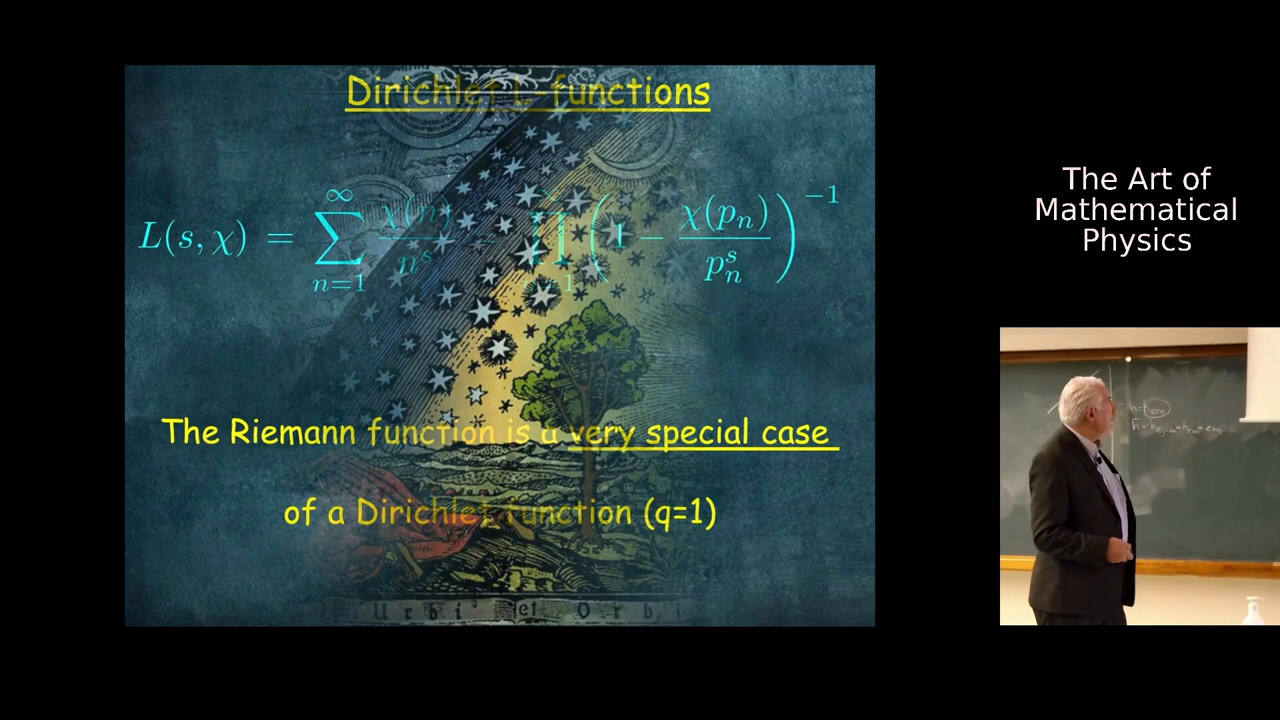 Dirichlet L-functions
L(s, χ) = ∑_{n=1}^{∞} χ(n)/n^s = ∏ (1 − χ(p_n)/p_n^s)^{−1}
The Riemann function is a very special case
of a Dirichlet function (q=1)
Urbi et Orbi
The Art of
Mathematical
Physics